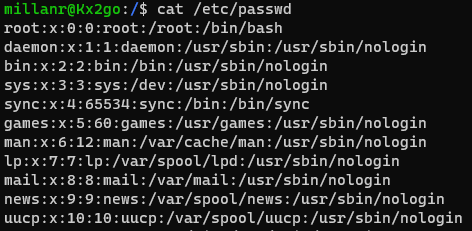 millanr@Kx2go:/$ cat /etc/passwd
root:x:0:0:root:/root:/bin/bash
daemon:x:1:1:daemon:/usr/sbin:/usr/sbin/nologin
bin:x:2:2:bin:/bin:/usr/sbin/nologin
sys:x:3:3:sys:/dev:/usr/sbin/nologin
sync:x:4:65534:sync:/bin:/bin/sync
games:x:5:60:games:/usr/games:/usr/sbin/nologin
man:x:6:12:man:/var/cache/man:/usr/sbin/nologin
lp:x:7:7:lp:/var/spool/lpd:/usr/sbin/nologin
mail:x:8:8:mail:/var/mail:/usr/sbin/nologin
news:x:9:9:news:/var/spool/news:/usr/sbin/nologin
uucp:x:10:10:uucp:/var/spool/uucp:/usr/sbin/nologin